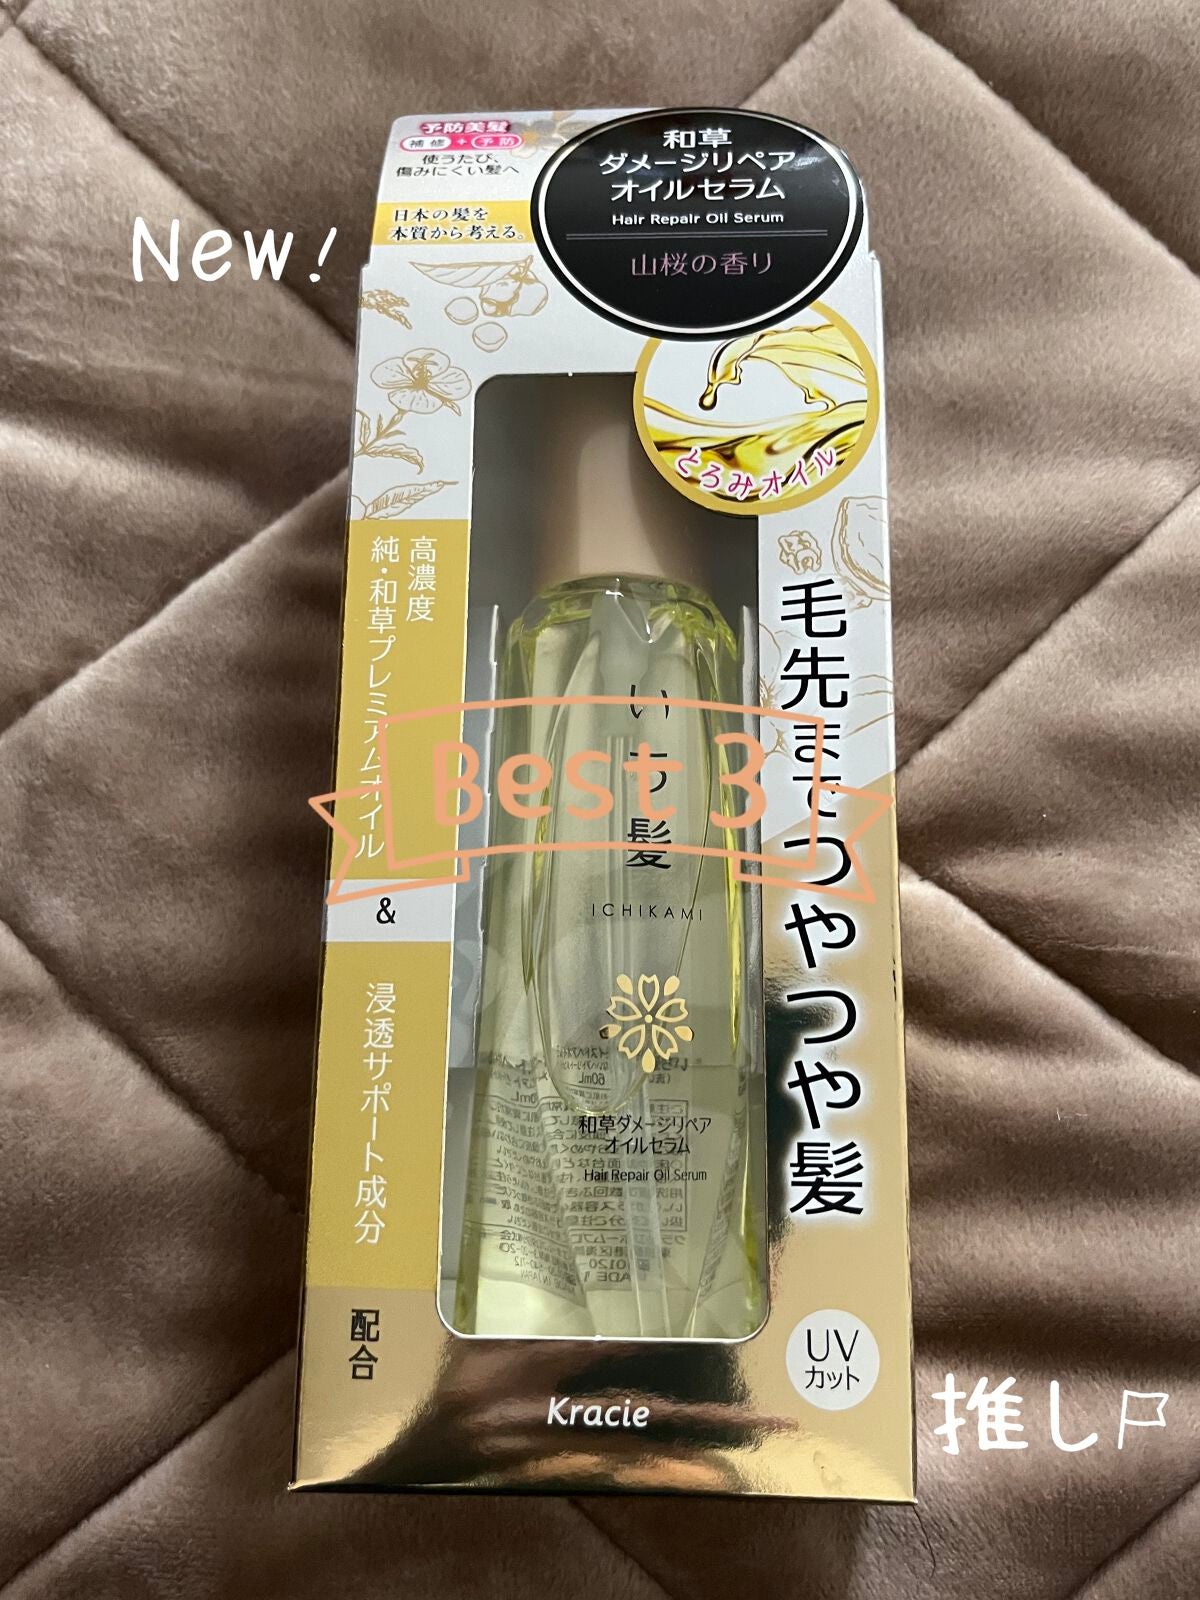 予防美髪
補修+予防
使うたび、
傷みにくい髪へ
日本の髪を
本質から考える。
和草
ダメージリペア
オイルセラム
Hair Repair Oil Serum
山桜の香り
New!
とろみオイル
毛先までつやつや髪
高濃度
純・和草プレミアムオイル
&
浸透サポート成分
配合
Best 3
いち髪
ICHIKAMI
60mL
和草ダメージリペア
オイルセラム
Hair Repair Oil Serum
UV
カット
Kracie
推し